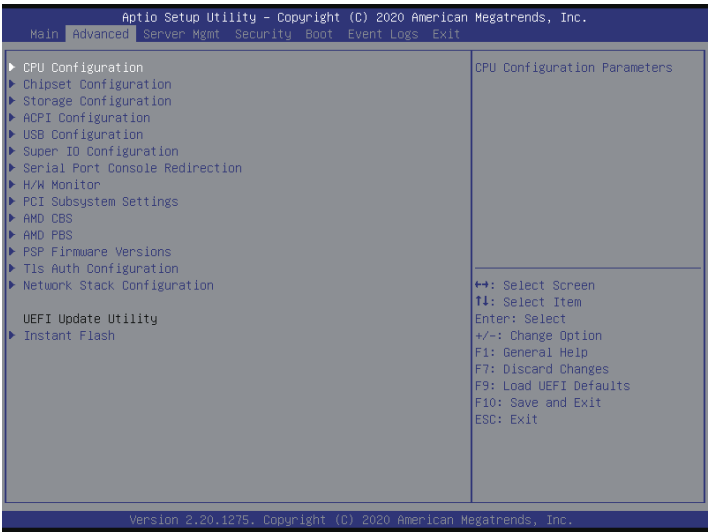 Aptio Setup Utility – Copyright (C) 2020 American Megatrends, Inc.
Main Advanced Server Mgmt Security Boot Event Logs Exit
▶ CPU Configuration
▶ Chipset Configuration
▶ Storage Configuration
▶ ACPI Configuration
▶ USB Configuration
▶ Super IO Configuration
▶ Serial Port Console Redirection
▶ H/W Monitor
▶ PCI Subsystem Settings
▶ AMD CBS
▶ AMD PBS
▶ PSP Firmware Versions
▶ Tls Auth Configuration
▶ Network Stack Configuration
UEFI Update Utility
▶ Instant Flash
CPU Configuration Parameters
↔: Select Screen
↑↓: Select Item
Enter: Select
+/-: Change Option
F1: General Help
F7: Discard Changes
F9: Load UEFI Defaults
F10: Save and Exit
ESC: Exit
Version 2.20.1275. Copyright (C) 2020 American Megatrends, Inc.